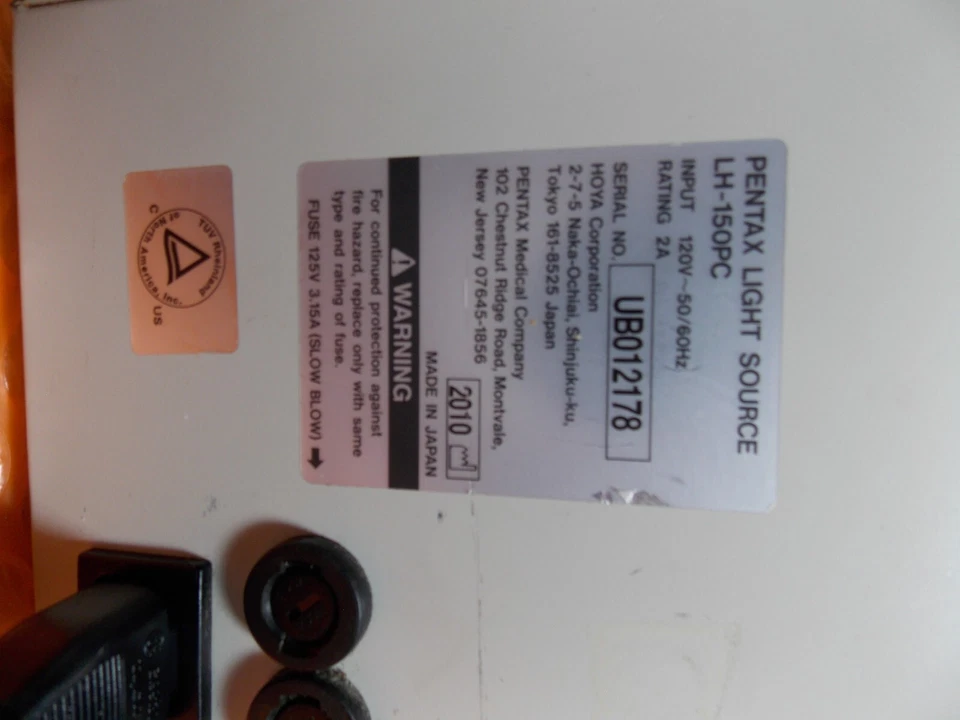 PENTAX LIGHT SOURCE
LH-150PC
INPUT 120V~50/60Hz
RATING 2A
SERIAL NO. UB012178
HOYA Corporation
2-7-5 Naka-Ochiai, Shinjuku-ku,
Tokyo 161-8525 Japan
PENTAX Medical Company
102 Chestnut Ridge Road, Montvale,
New Jersey 07645-1856
2010
MADE IN JAPAN
WARNING
For continued protection against
fire hazard, replace only with same
type and rating of fuse.
FUSE 125V 3.15A (SLOW BLOW) ➡
TUV Rheinland
of North America, Inc.
C US